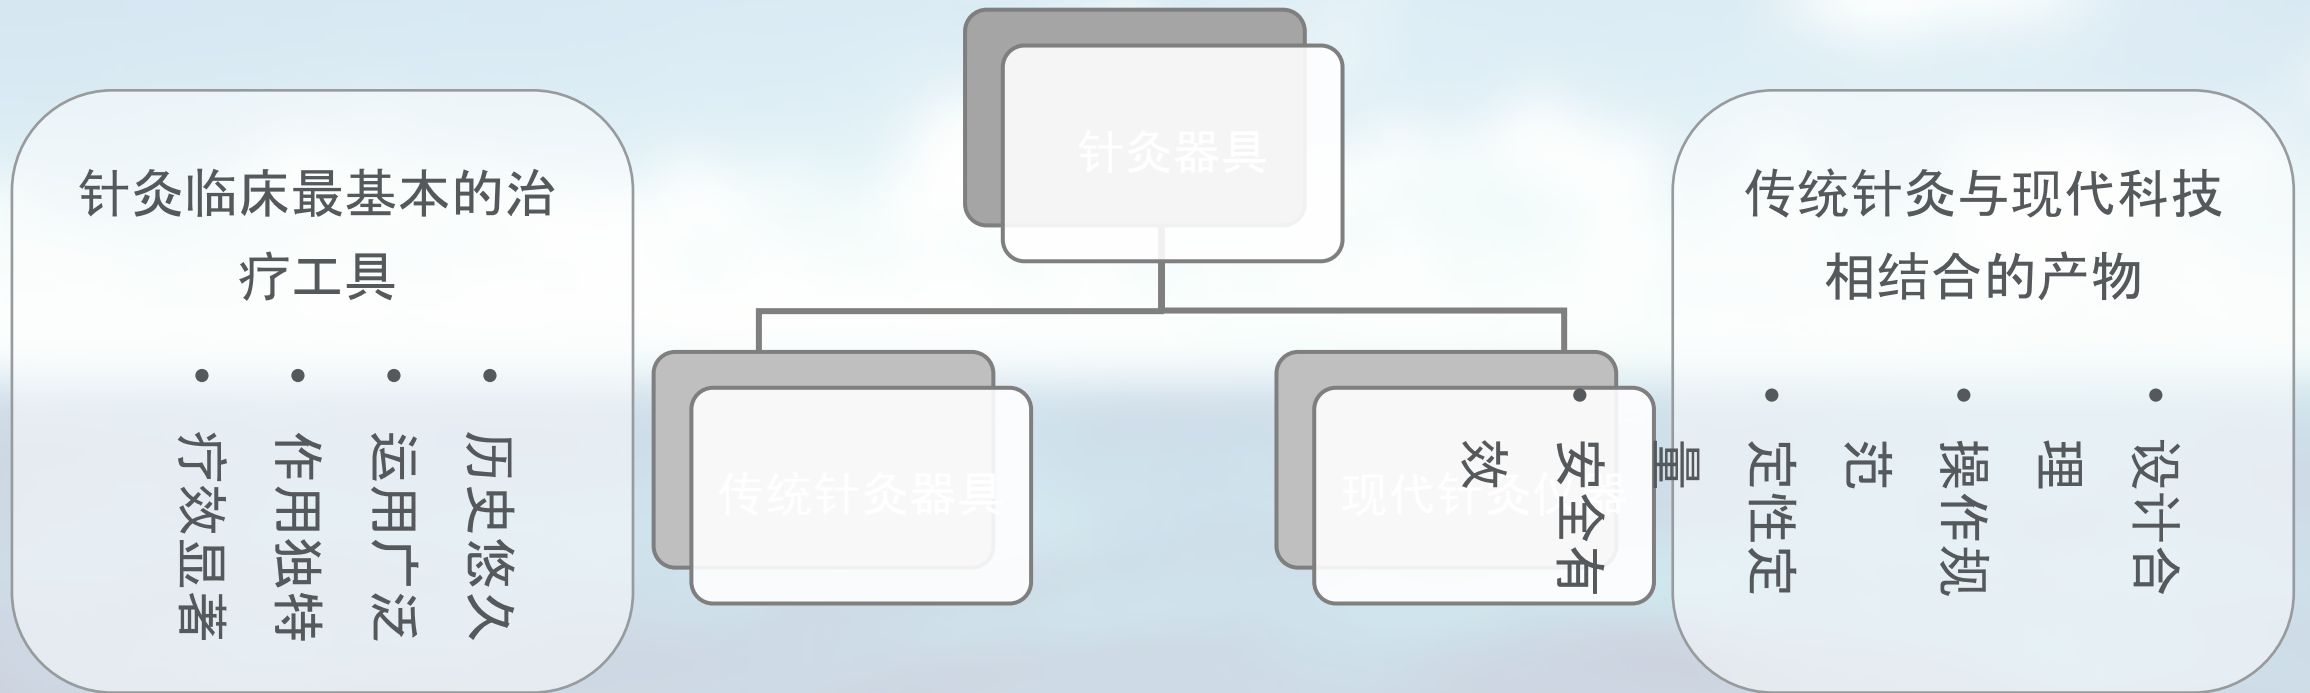 针灸器具
针灸临床最基本的治
疗工具
• 历史悠久
• 运用广泛
• 作用独特
• 疗效显著
传统针灸器具
现代针灸仪器
传统针灸与现代科技
相结合的产物
• 设计合
理
• 操作规
范
• 定性定
量
• 安全有
效